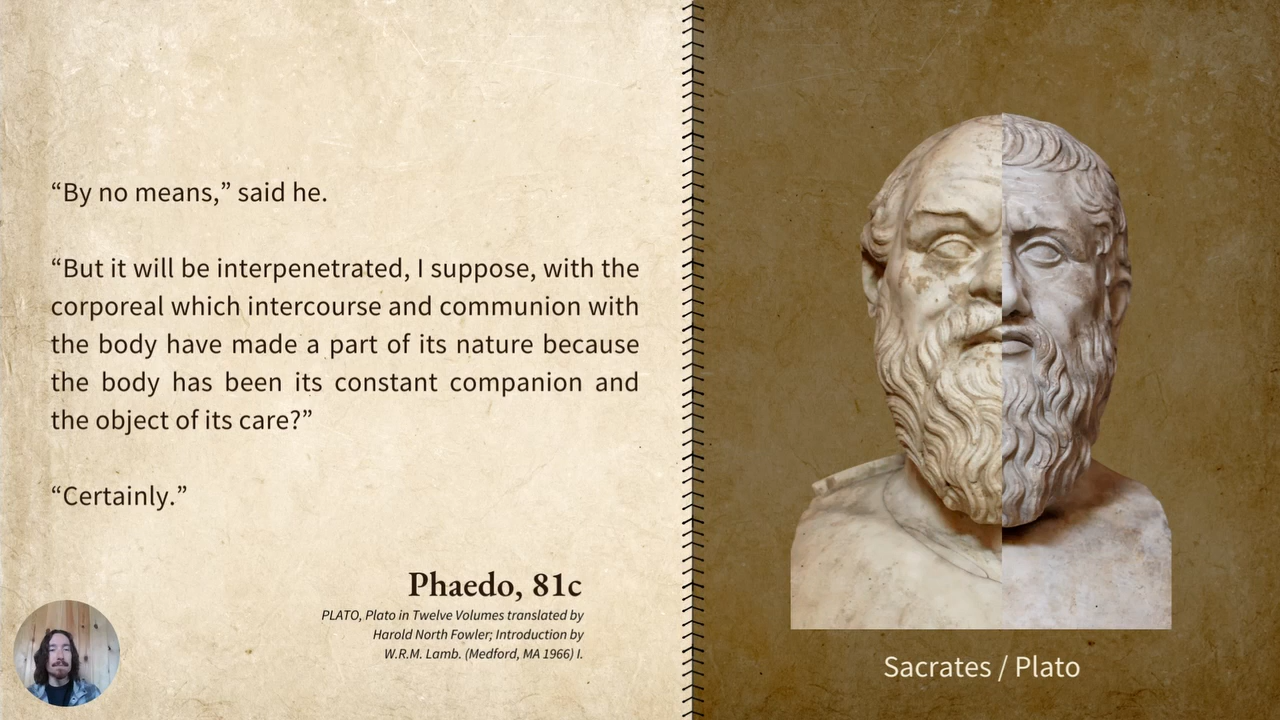 “By no means,” said he.
“But it will be interpenetrated, I suppose, with the
corporeal which intercourse and communion with
the body have made a part of its nature because
the body has been its constant companion and
the object of its care?”
“Certainly.”
Phaedo, 81c
PLATO, Plato in Twelve Volumes translated by
Harold North Fowler; Introduction by
W.R.M. Lamb. (Medford, MA 1966) I.
Sacrates / Plato